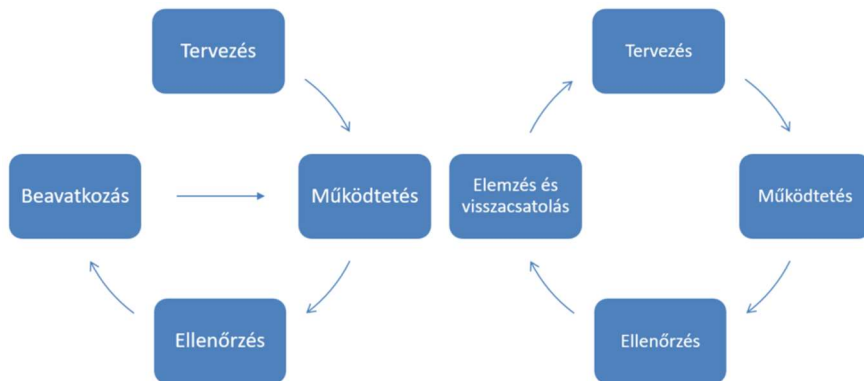 Tervezés
Beavatkozás
Működtetés
Ellenőrzés
Tervezés
Elemzés és
visszacsatolás
Működtetés
Ellenőrzés